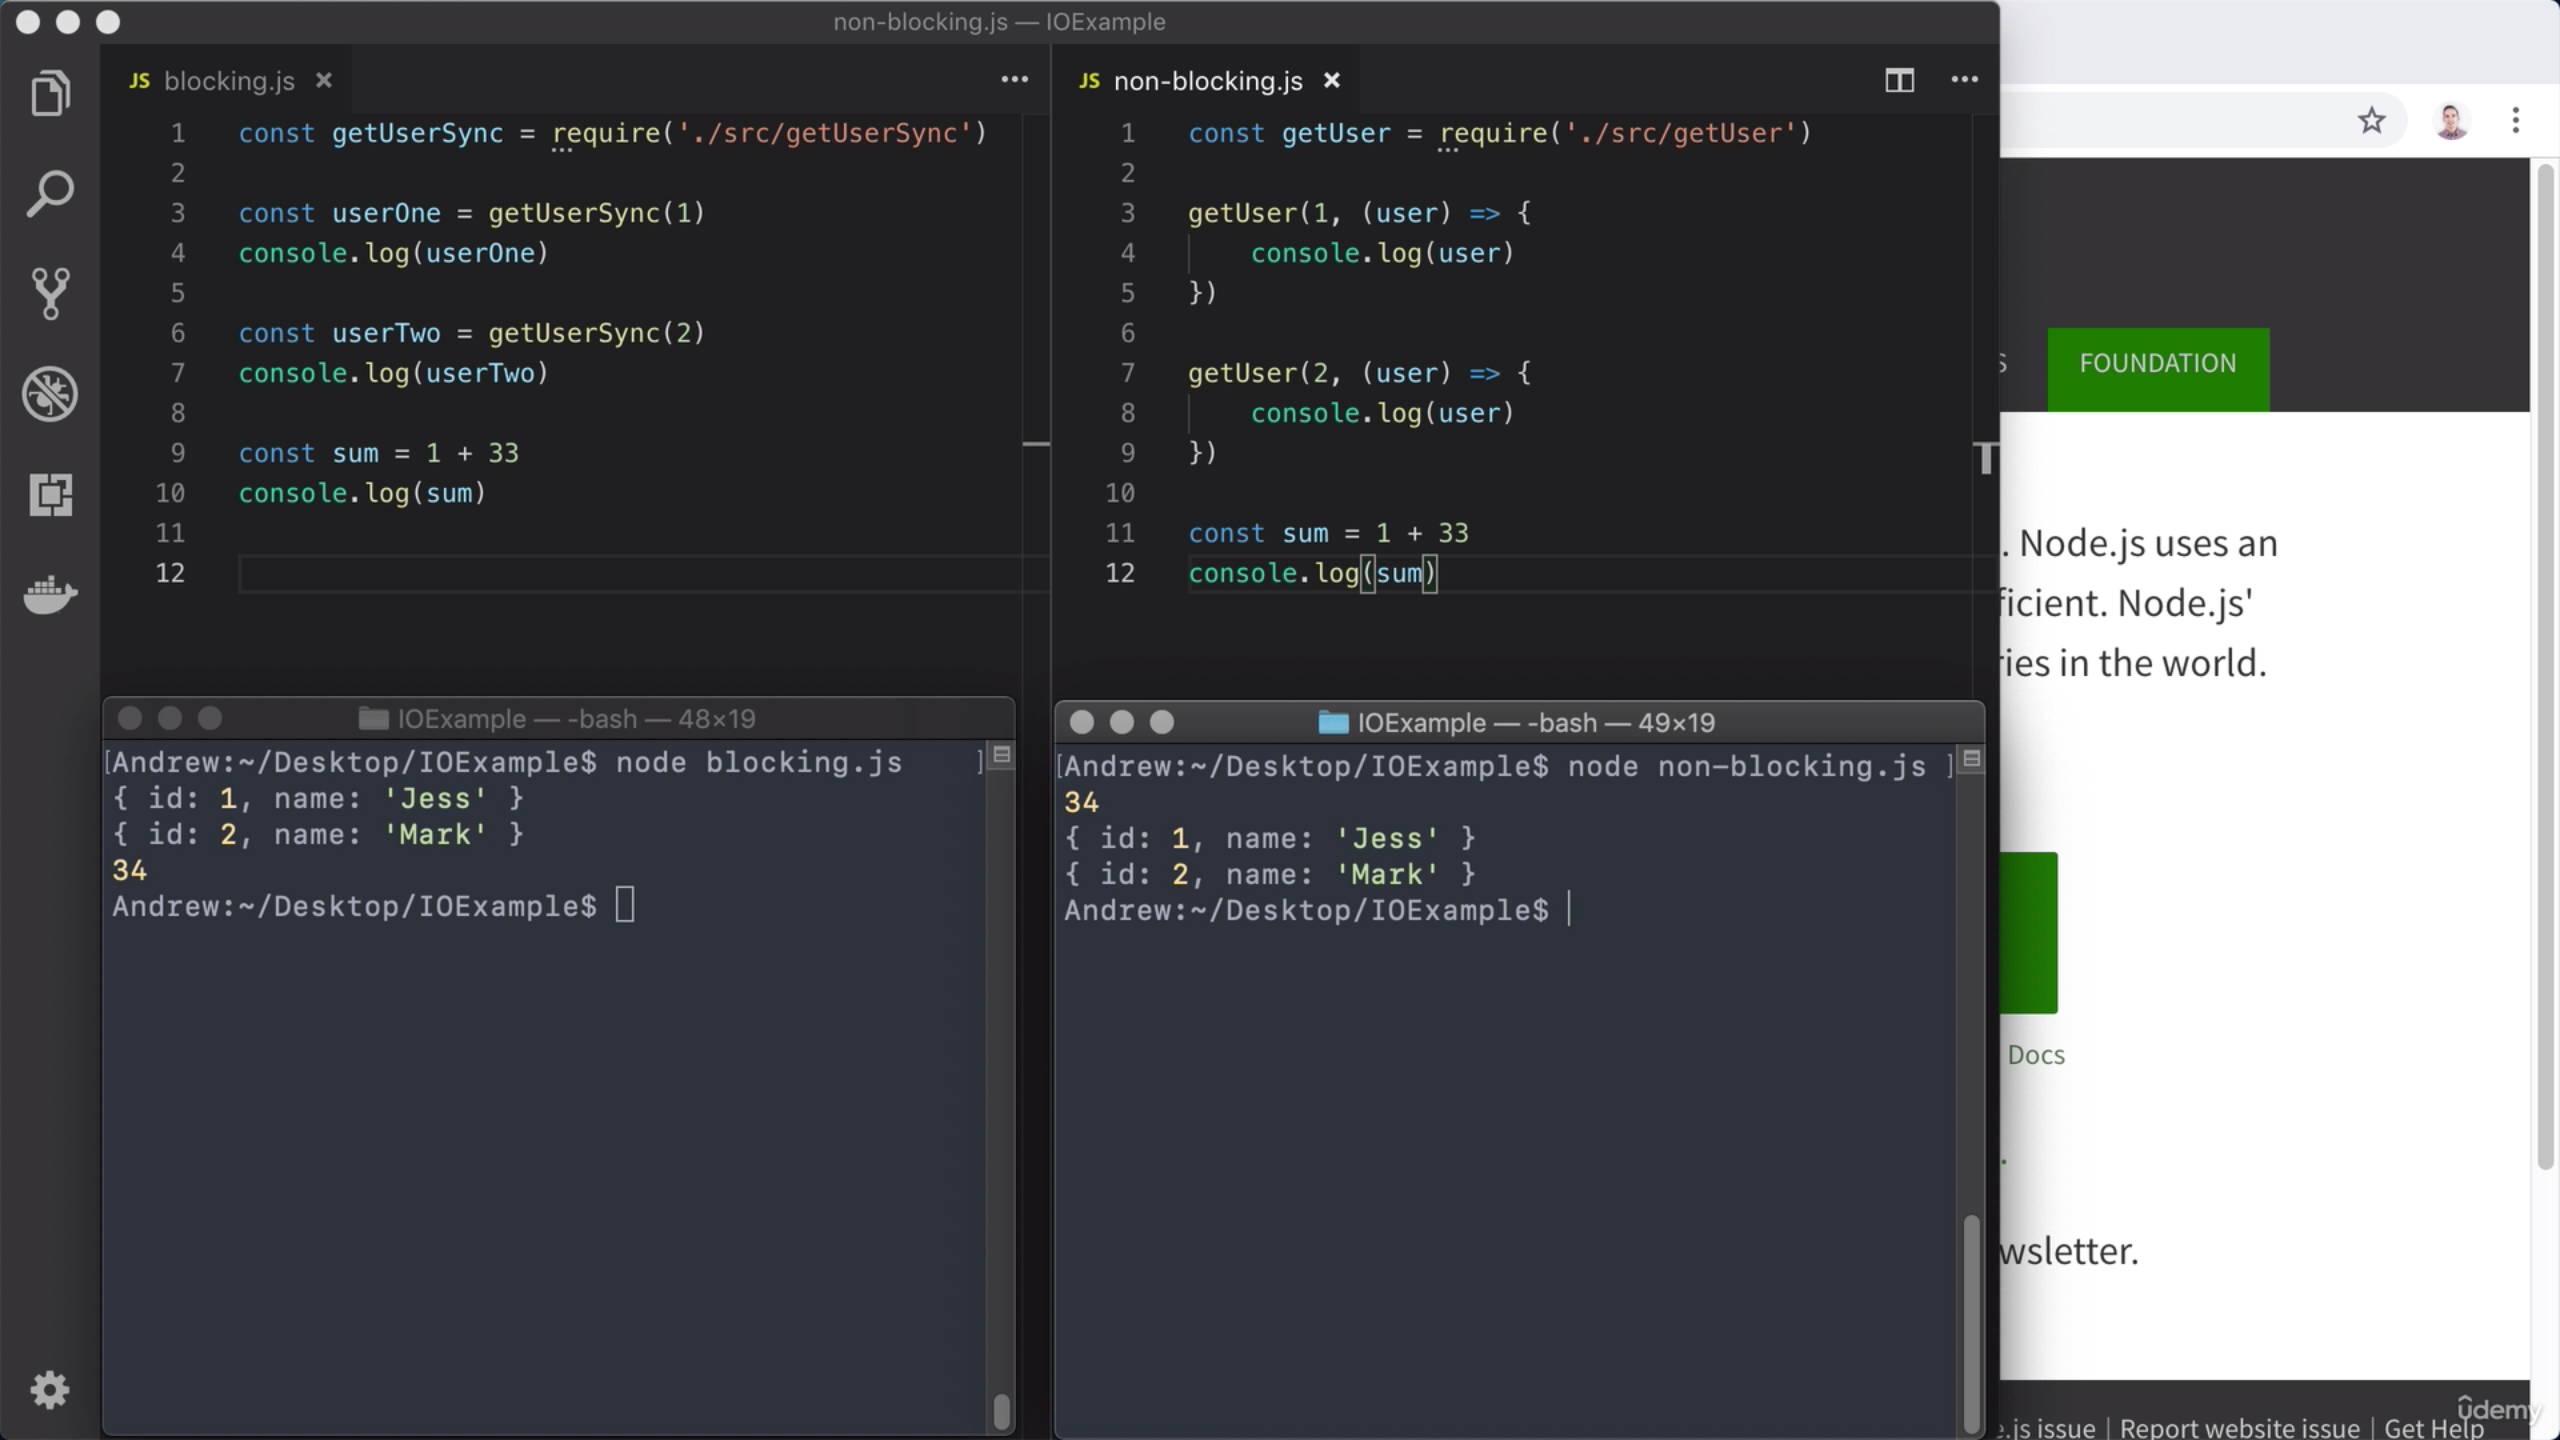 non-blocking.js — IOExample
JS blocking.js ×
1 const getUserSync = require('./src/getUserSync')
2
3 const userOne = getUserSync(1)
4 console.log(userOne)
5
6 const userTwo = getUserSync(2)
7 console.log(userTwo)
8
9 const sum = 1 + 33
10 console.log(sum)
11
12
JS non-blocking.js ×
1 const getUser = require('./src/getUser')
2
3 getUser(1, (user) => {
4     console.log(user)
5 })
6
7 getUser(2, (user) => {
8     console.log(user)
9 })
10
11 const sum = 1 + 33
12 console.log(sum)
IOExample — -bash — 48×19
[Andrew:~/Desktop/IOExample$ node blocking.js ]
{ id: 1, name: 'Jess' }
{ id: 2, name: 'Mark' }
34
Andrew:~/Desktop/IOExample$
IOExample — -bash — 49×19
[Andrew:~/Desktop/IOExample$ node non-blocking.js ]
34
{ id: 1, name: 'Jess' }
{ id: 2, name: 'Mark' }
Andrew:~/Desktop/IOExample$
S FOUNDATION
. Node.js uses an
ficient. Node.js'
ries in the world.
Docs
.
wsletter.
e.js issue | Report website issue | Get Help
ûdemy